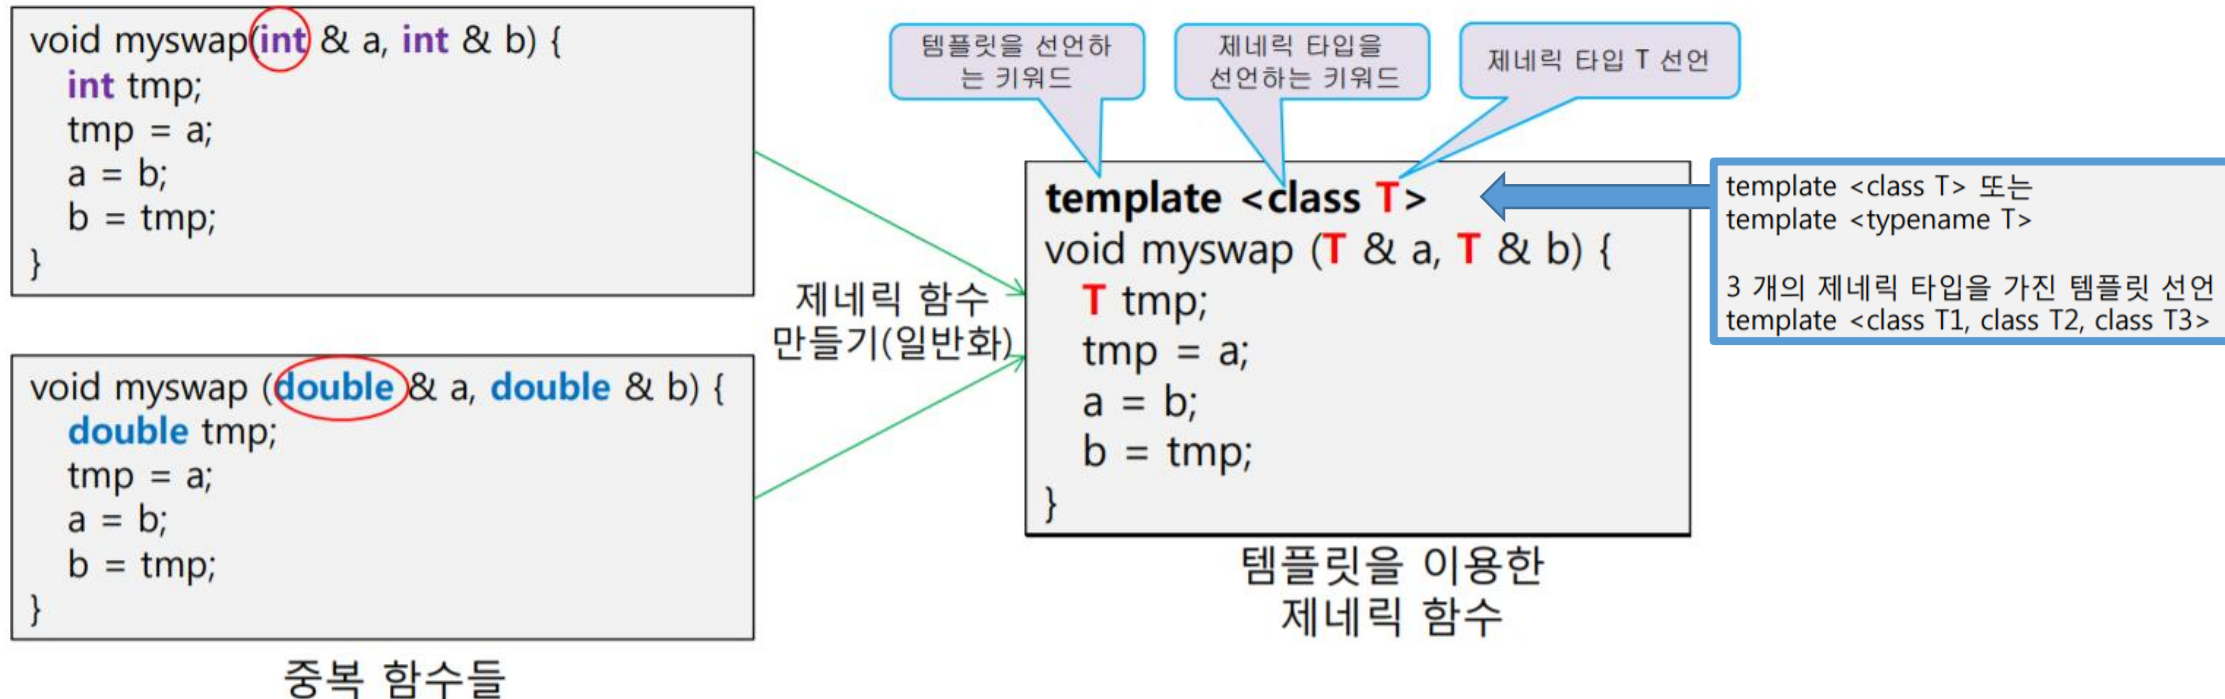 void myswap(int & a, int & b) {
int tmp;
tmp = a;
a = b;
b = tmp;
}
void myswap (double & a, double & b) {
double tmp;
tmp = a;
a = b;
b = tmp;
}
중복 함수들
제네릭 함수
만들기(일반화)
템플릿을 선언하
는 키워드
제네릭 타입을
선언하는 키워드
제네릭 타입 T 선언
template <class T>
void myswap (T & a, T & b) {
T tmp;
tmp = a;
a = b;
b = tmp;
}
템플릿을 이용한
제네릭 함수
template <class T> 또는
template <typename T>
3 개의 제네릭 타입을 가진 템플릿 선언
template <class T1, class T2, class T3>